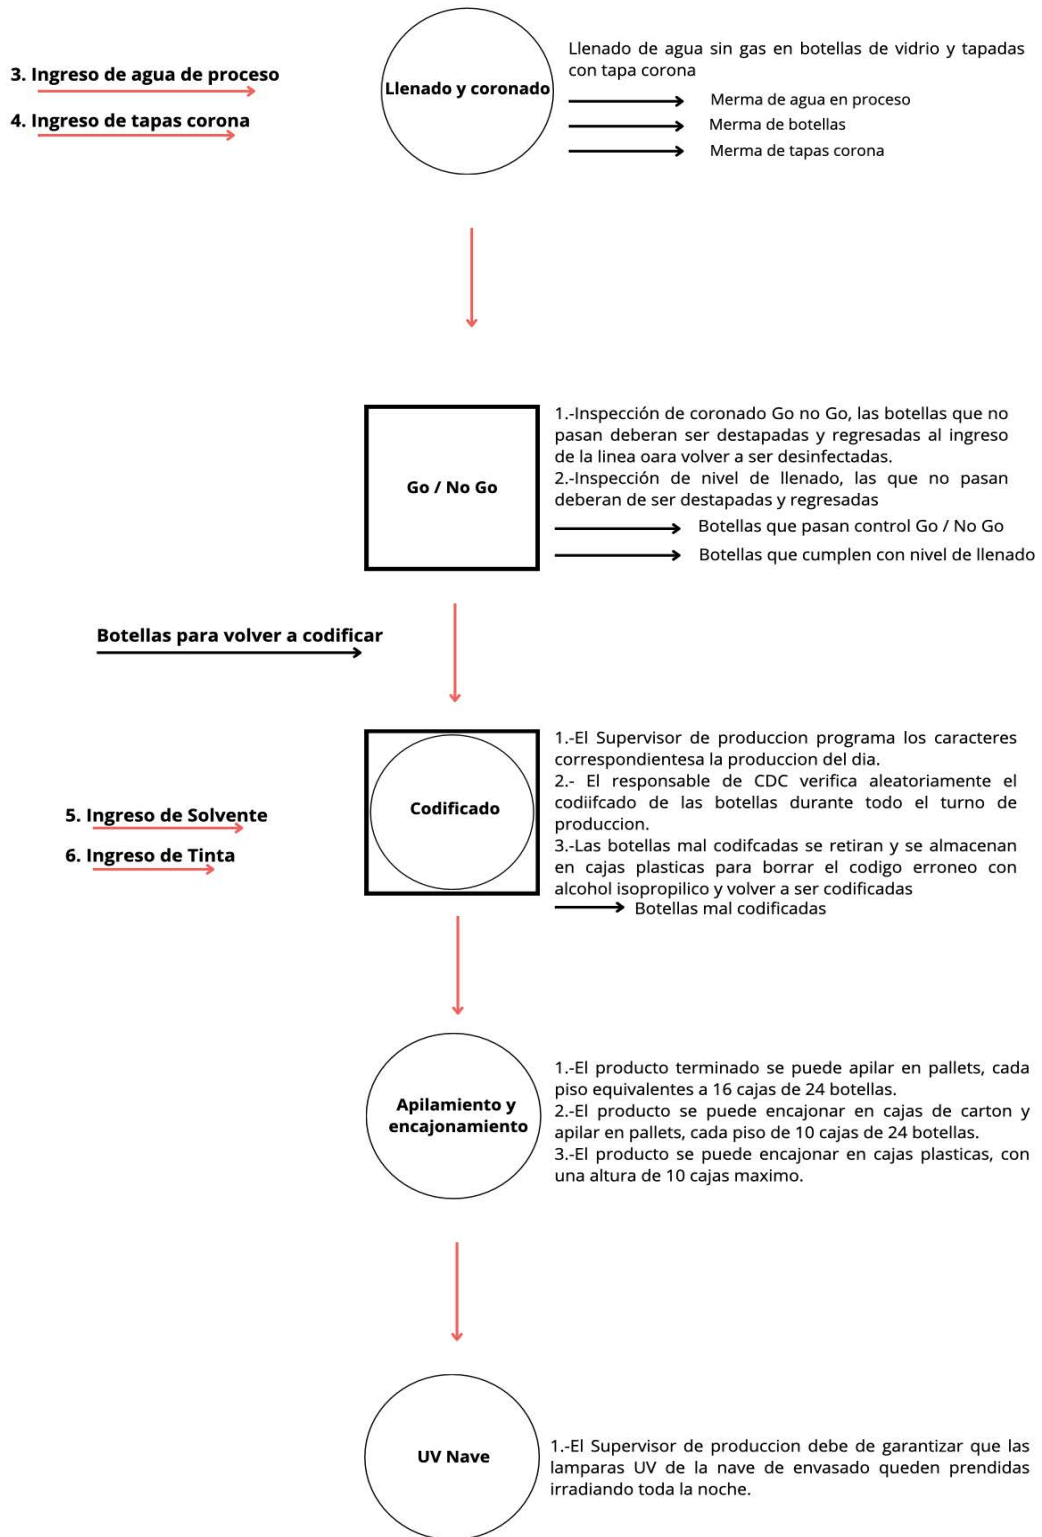 3. Ingreso de agua de proceso
4. Ingreso de tapas corona
Llenado y coronado
Llenado de agua sin gas en botellas de vidrio y tapadas
con tapa corona
Merma de agua en proceso
Merma de botellas
Merma de tapas corona
Go / No Go
1.-Inspección de coronado Go no Go, las botellas que no
pasan deberan ser destapadas y regresadas al ingreso
de la linea oara volver a ser desinfectadas.
2.-Inspección de nivel de llenado, las que no pasan
deberan de ser destapadas y regresadas
Botellas que pasan control Go / No Go
Botellas que cumplen con nivel de llenado
Botellas para volver a codificar
5. Ingreso de Solvente
6. Ingreso de Tinta
Codificado
1.-El Supervisor de produccion programa los caracteres
correspondientesa la produccion del dia.
2.- El responsable de CDC verifica aleatoriamente el
codiifcado de las botellas durante todo el turno de
produccion.
3.-Las botellas mal codifcadas se retiran y se almacenan
en cajas plasticas para borrar el codigo erroneo con
alcohol isopropilico y volver a ser codificadas
Botellas mal codificadas
Apilamiento y
encajonamiento
1.-El producto terminado se puede apilar en pallets, cada
piso equivalentes a 16 cajas de 24 botellas.
2.-El producto se puede encajonar en cajas de carton y
apilar en pallets, cada piso de 10 cajas de 24 botellas.
3.-El producto se puede encajonar en cajas plasticas, con
una altura de 10 cajas maximo.
UV Nave
1.-El Supervisor de produccion debe de garantizar que las
lamparas UV de la nave de envasado queden prendidas
irradiando toda la noche.